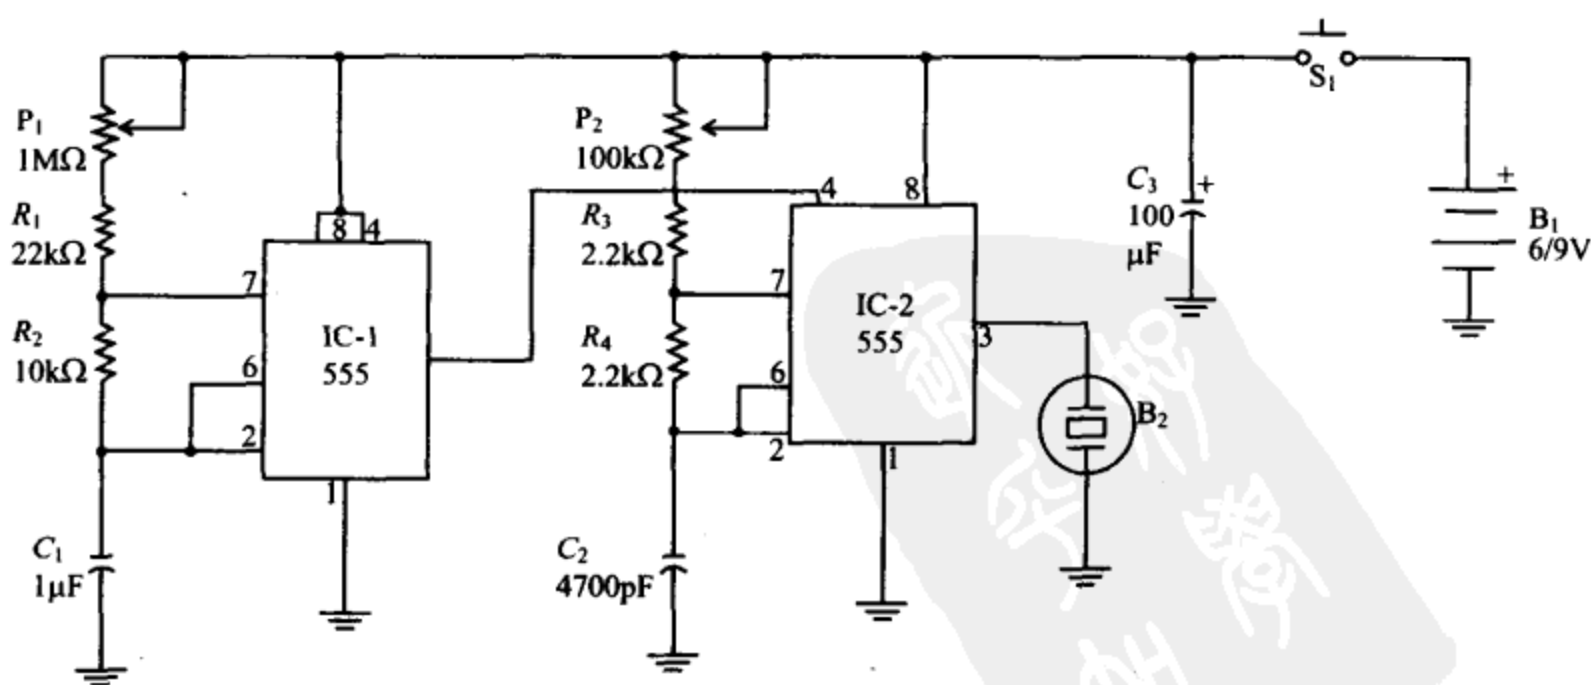 S₁
P₁
1MΩ
P₂
100kΩ
R₁
22kΩ
8 4
7
R₂
10kΩ
6
2
IC-1
555
1
C₁
1μF
R₃
2.2kΩ
4
8
7
R₄
2.2kΩ
6
2
IC-2
555
3
1
C₂
4700pF
B₂
C₃
100
μF
+
+
B₁
6/9V